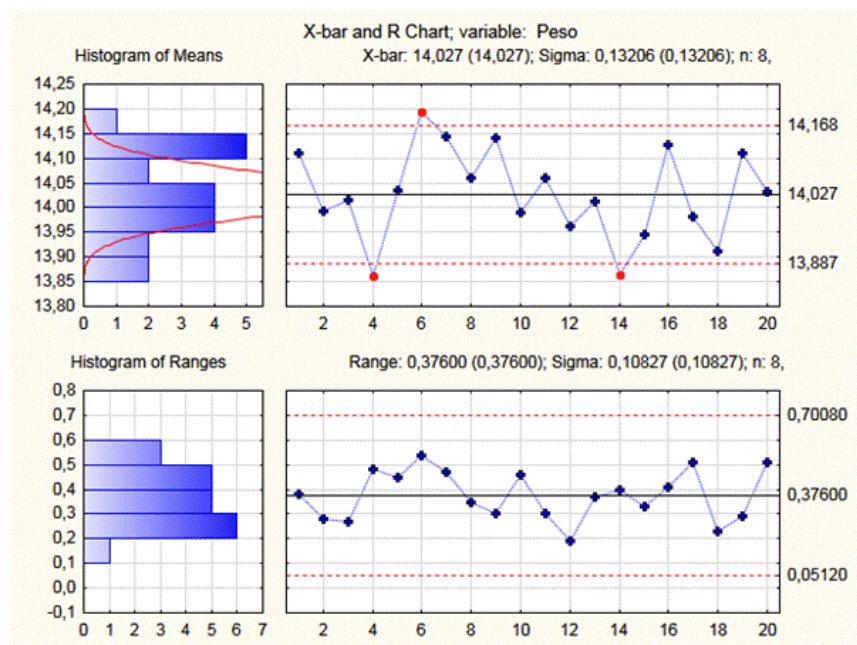 X-bar and R Chart; variable: Peso
Histogram of Means
X-bar: 14,027 (14,027); Sigma: 0,13206 (0,13206); n: 8,
14,25
14,20
14,15
14,10
14,05
14,00
13,95
13,90
13,85
13,80
0 1 2 3 4 5
14,168
14,027
13,887
2 4 6 8 10 12 14 16 18 20
Histogram of Ranges
Range: 0,37600 (0,37600); Sigma: 0,10827 (0,10827); n: 8,
0,8
0,7
0,6
0,5
0,4
0,3
0,2
0,1
0,0
-0,1
0 1 2 3 4 5 6 7
0,70080
0,37600
0,05120
2 4 6 8 10 12 14 16 18 20